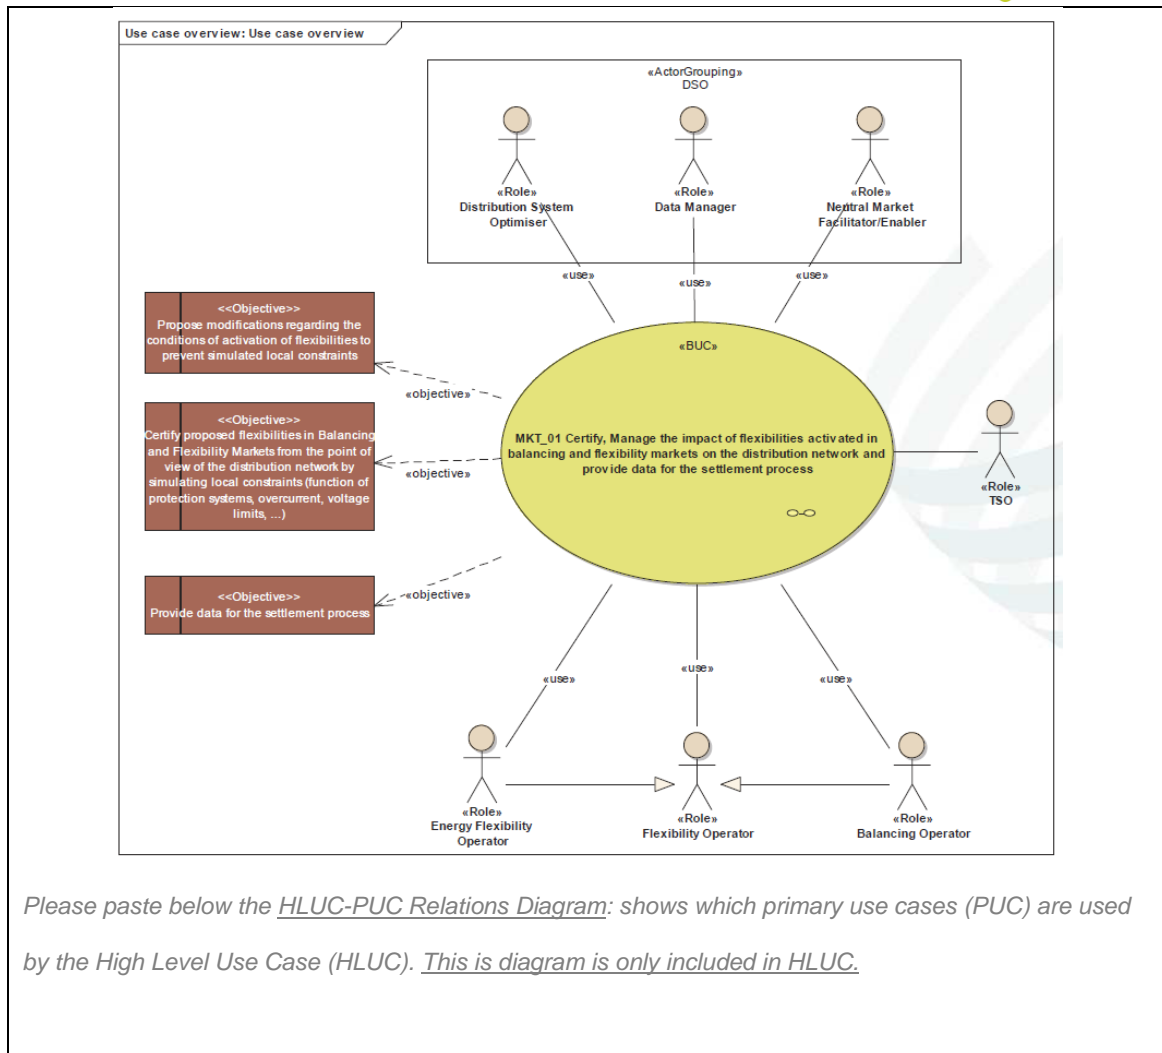 Use case overview: Use case overview
«ActorGrouping»
DSO
«Role»
Distribution System
Optimiser
«Role»
Data Manager
«Role»
Neutral Market
Facilitator/Enabler
«use»
«use»
«use»
<<Objective>>
Propose modifications regarding the
conditions of activation of flexibilities to
prevent simulated local constraints
«objective»
<<Objective>>
Certify proposed flexibilities in Balancing
and Flexibility Markets from the point of
view of the distribution network by
simulating local constraints (function of
protection systems, overcurrent, voltage
limits, ...)
«objective»
<<Objective>>
Provide data for the settlement process
«objective»
«BUC»
MKT_01 Certify, Manage the impact of flexibilities activated in
balancing and flexibility markets on the distribution network and
provide data for the settlement process
«Role»
TSO
«use»
«use»
«use»
«Role»
Energy Flexibility
Operator
«Role»
Flexibility Operator
«Role»
Balancing Operator
Please paste below the HLUC-PUC Relations Diagram: shows which primary use cases (PUC) are used
by the High Level Use Case (HLUC). This is diagram is only included in HLUC.